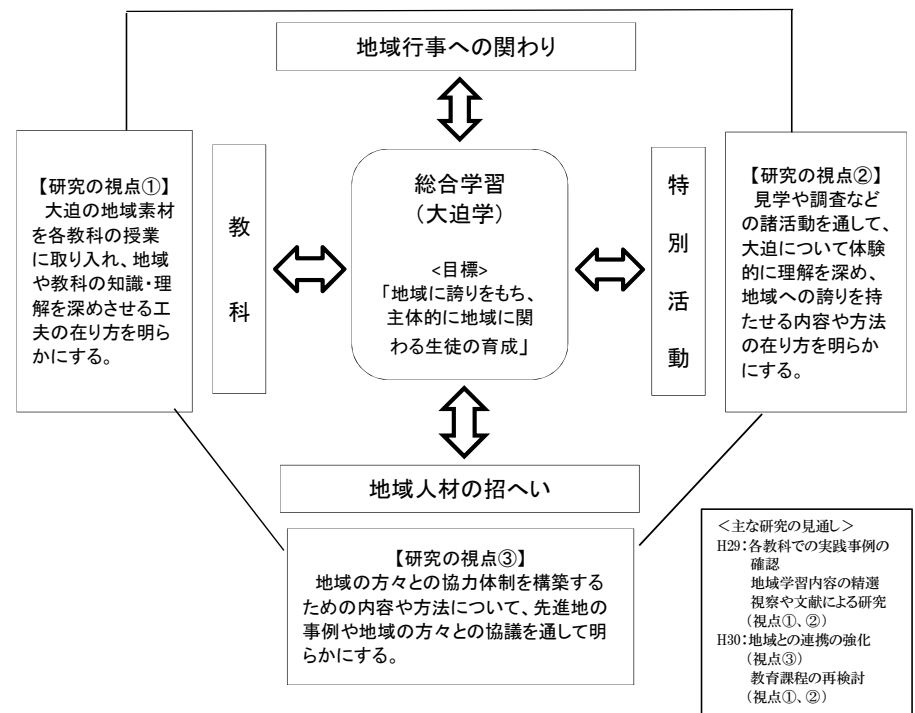 地域行事への関わり
【研究の視点①】
大迫の地域素材
を各教科の授業
に取り入れ、地域
や教科の知識・理
解を深めさせる工
夫の在り方を明ら
かにする。
教
科
総合学習
（大迫学）
<目標>
「地域に誇りをもち、
主体的に地域に関
わる生徒の育成」
特
別
活
動
【研究の視点②】
見学や調査など
の諸活動を通して、
大迫について体験
的に理解を深め、
地域への誇りを持
たせる内容や方法
の在り方を明らか
にする。
地域人材の招へい
【研究の視点③】
地域の方々との協力体制を構築する
ための内容や方法について、先進地の
事例や地域の方々との協議を通して明
らかにする。
＜主な研究の見通し＞
H29：各教科での実践事例の
確認
地域学習内容の精選
視察や文献による研究
（視点①、②）
H30：地域との連携の強化
（視点③）
教育課程の再検討
（視点①、②）